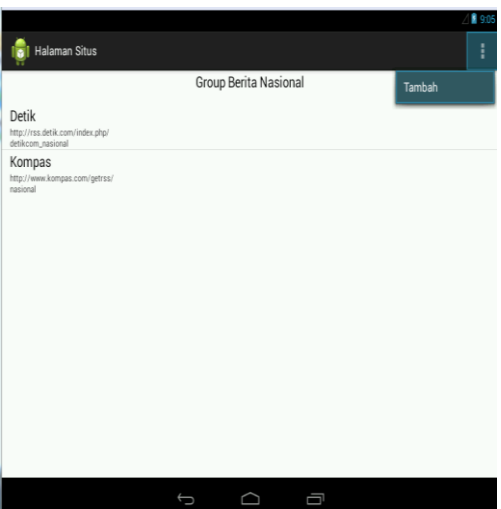 9:05
Halaman Situs
Group Berita Nasional
Tambah
Detik
http://rss.detik.com/index.php/
detikcom_nasional
Kompas
http://www.kompas.com/getrss/
nasional